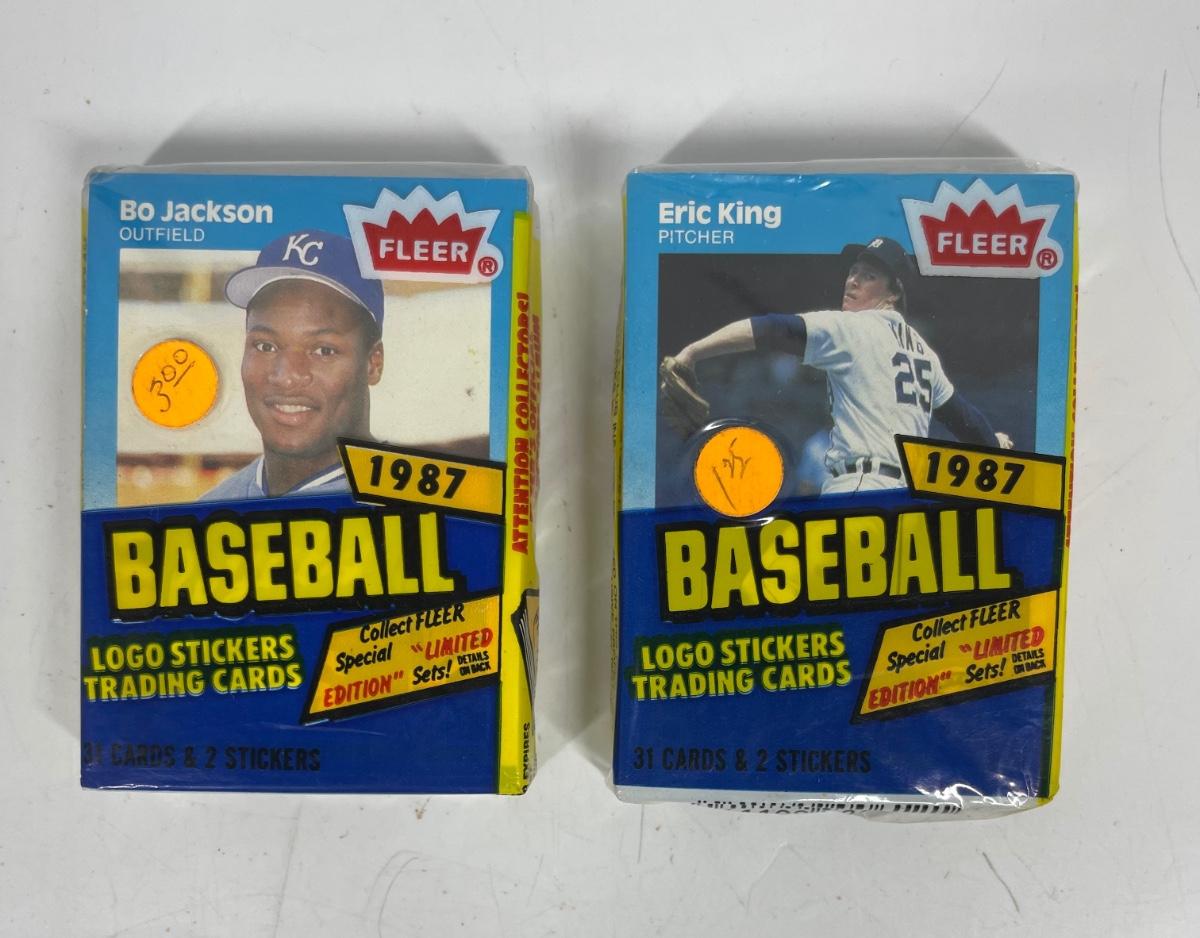 Bo Jackson
OUTFIELD
FLEER®
KC
300
1987
BASEBALL
LOGO STICKERS
TRADING CARDS
Collect FLEER
Special "LIMITED
EDITION" Sets! DETAILS
ON BACK
31 CARDS & 2 STICKERS
ATTENTION COLLECTORS!
EXPIRES
Eric King
PITCHER
FLEER®
25
1987
BASEBALL
LOGO STICKERS
TRADING CARDS
Collect FLEER
Special "LIMITED
EDITION" Sets! DETAILS
ON BACK
31 CARDS & 2 STICKERS